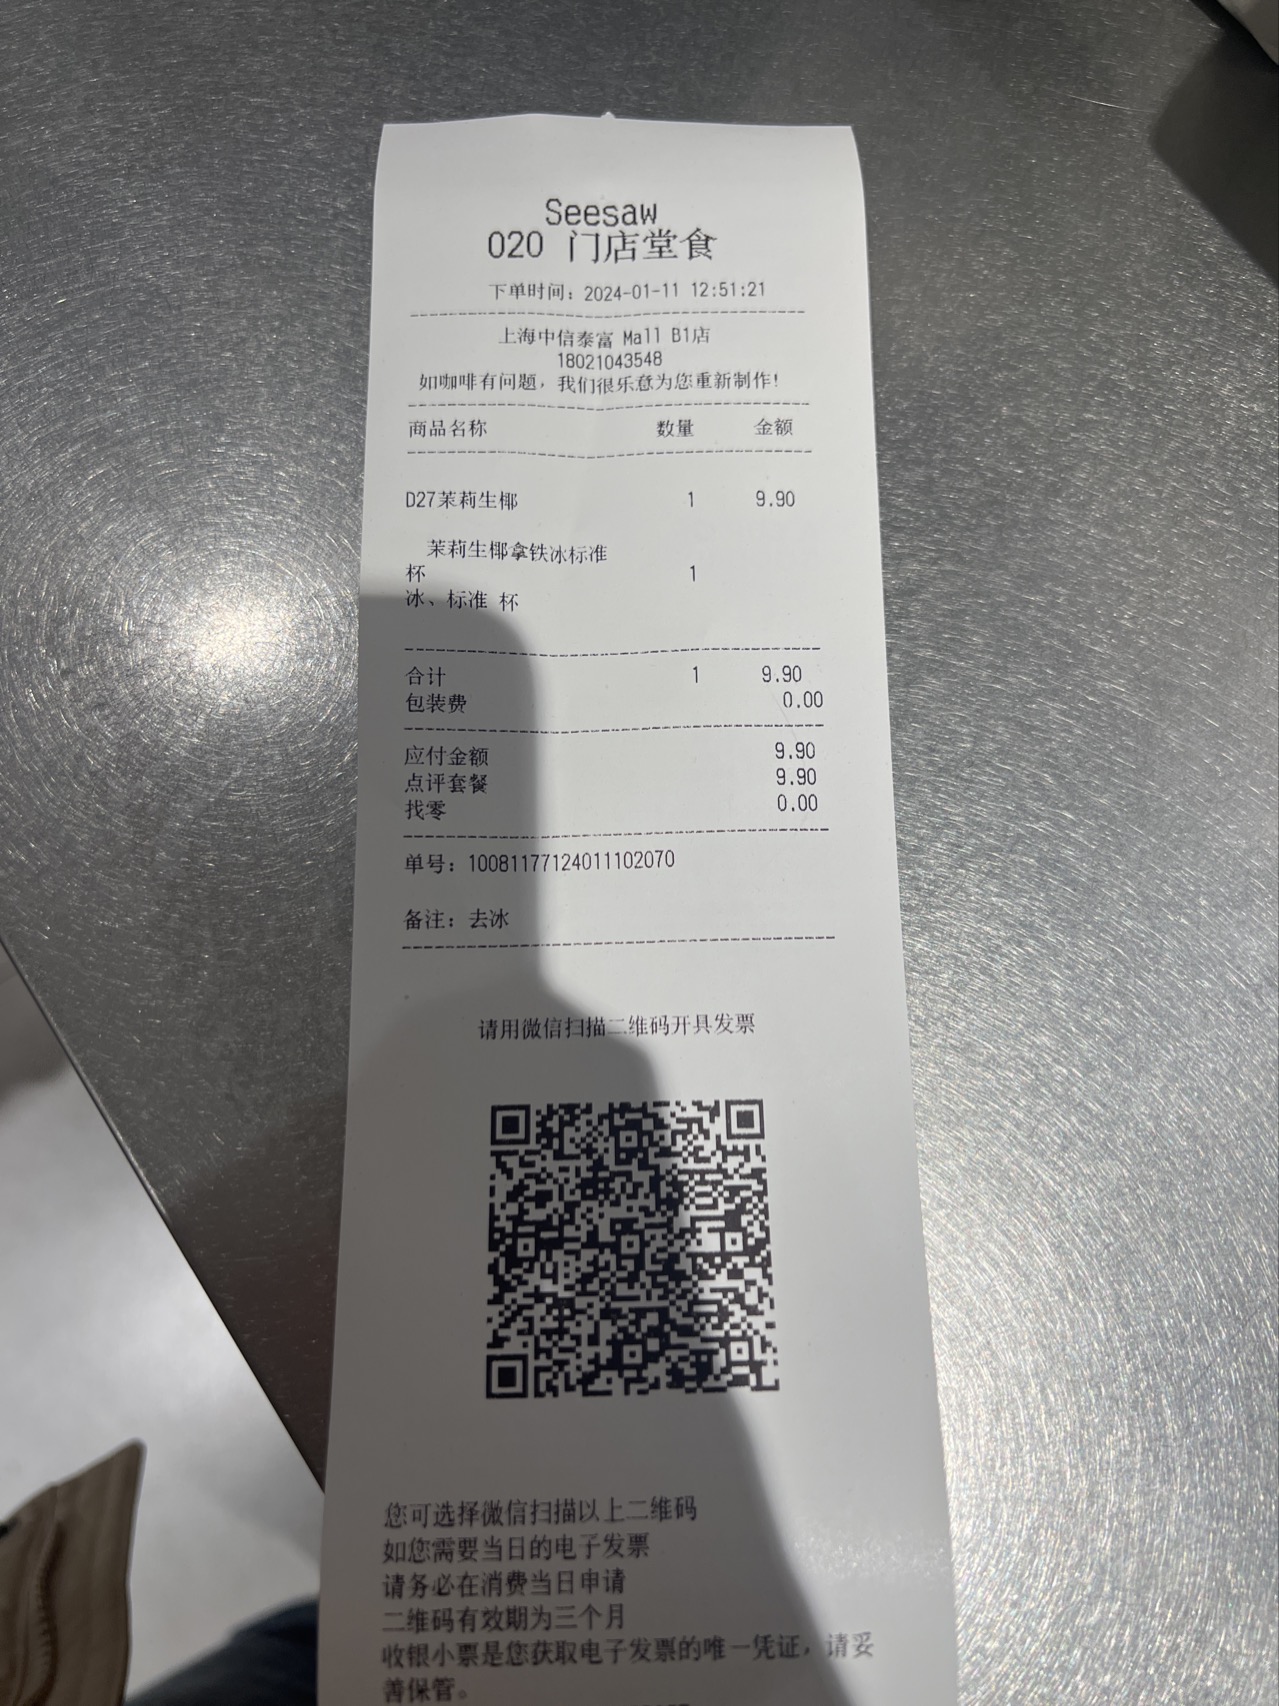 Seesaw
020 门店堂食
下单时间：2024-01-11 12:51:21
上海中信泰富 Mall B1店
18021043548
如咖啡有问题，我们很乐意为您重新制作！
商品名称 数量 金额
D27茉莉生椰 1 9.90
茉莉生椰拿铁冰标准
杯 1
冰、标准 杯
合计 1 9.90
包装费 0.00
应付金额 9.90
点评套餐 9.90
找零 0.00
单号：10081177124011102070
备注：去冰
请用微信扫描二维码开具发票
您可选择微信扫描以上二维码
如您需要当日的电子发票
请务必在消费当日申请
二维码有效期为三个月
收银小票是您获取电子发票的唯一凭证，请妥
善保管。